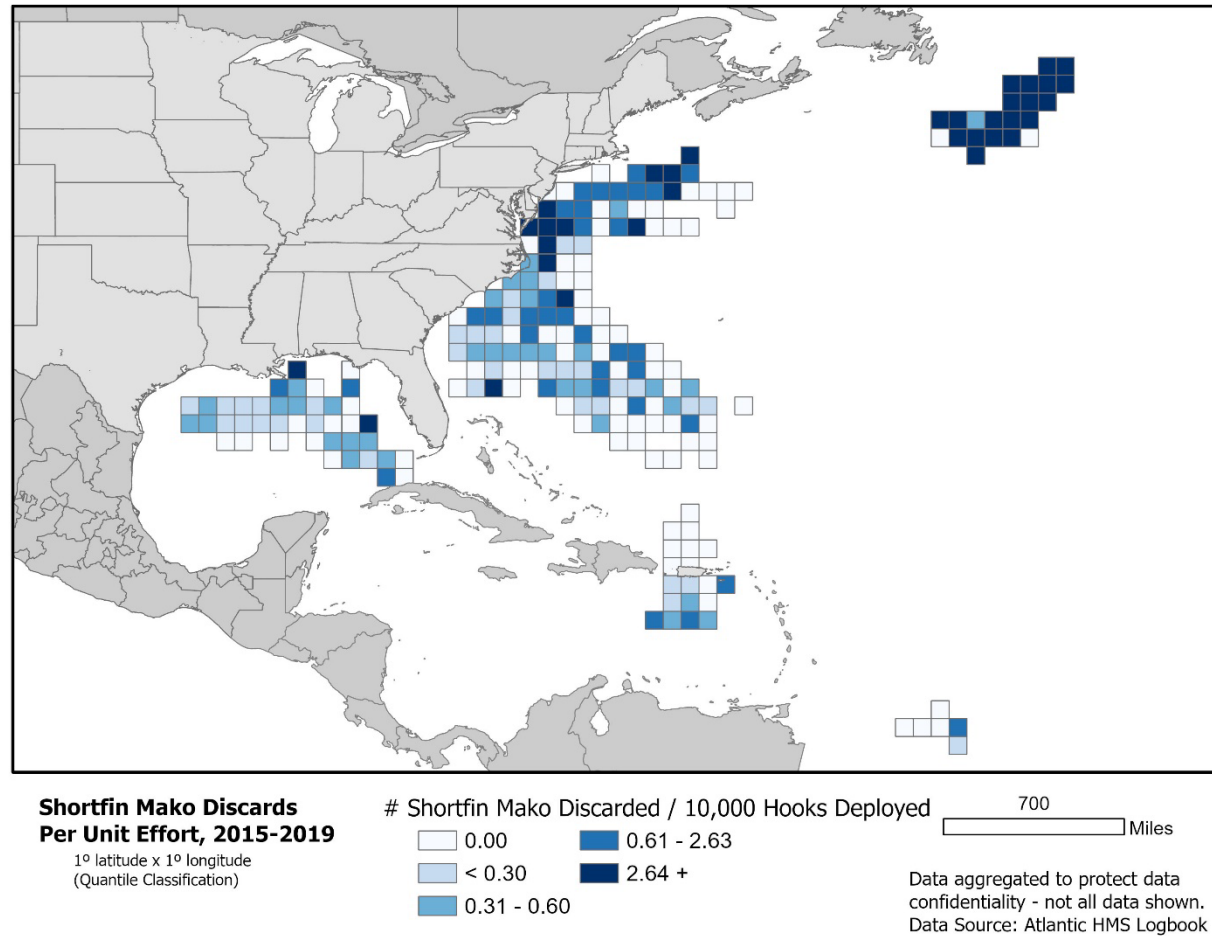 Shortfin Mako Discards
Per Unit Effort, 2015-2019
1º latitude x 1º longitude
(Quantile Classification)
# Shortfin Mako Discarded / 10,000 Hooks Deployed
0.00
< 0.30
0.31 - 0.60
0.61 - 2.63
2.64 +
700
Miles
Data aggregated to protect data
confidentiality - not all data shown.
Data Source: Atlantic HMS Logbook